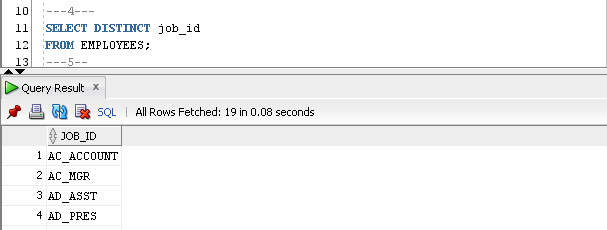 10 ---4---
11 SELECT DISTINCT job_id
12 FROM EMPLOYEES;
13 ---5--
Query Result x
SQL | All Rows Fetched: 19 in 0.08 seconds
JOB_ID
1 AC_ACCOUNT
2 AC_MGR
3 AD_ASST
4 AD_PRES